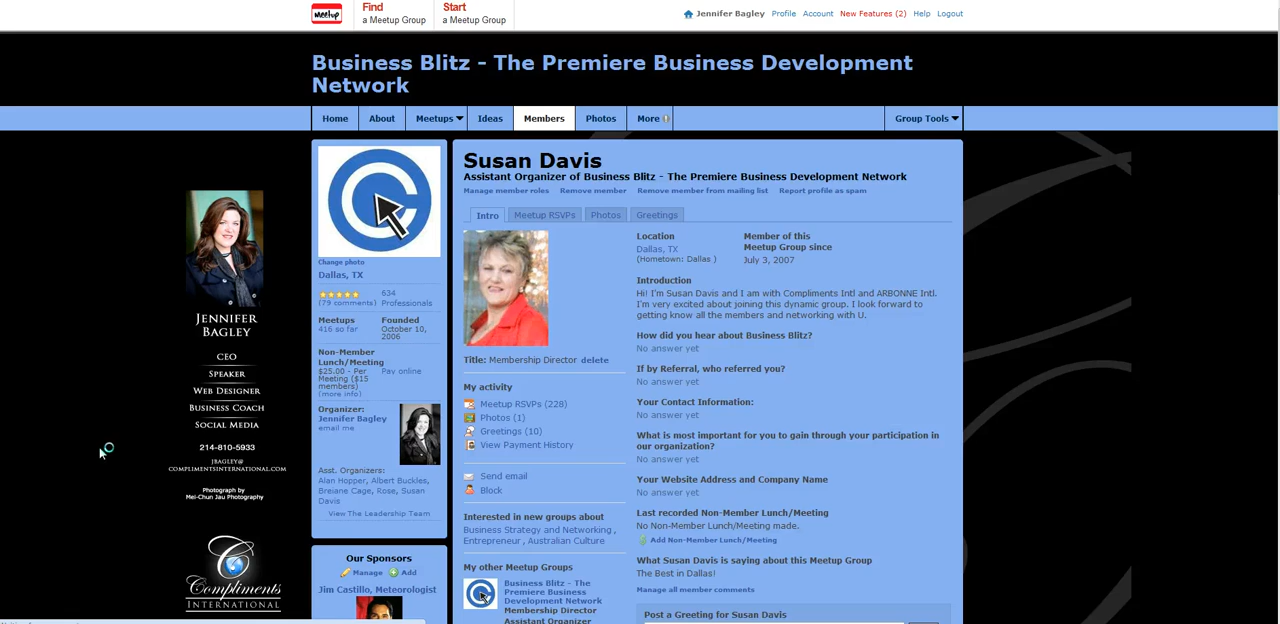 meetup
Find
a Meetup Group
Start
a Meetup Group
Jennifer Bagley Profile Account New Features (2) Help Logout
Business Blitz - The Premiere Business Development
Network
Home About Meetups Ideas Members Photos More Group Tools
JENNIFER
BAGLEY
CEO
SPEAKER
WEB DESIGNER
BUSINESS COACH
SOCIAL MEDIA
214-810-5933
JBAGLEY@
COMPLIMENTSINTERNATIONAL.COM
Photograph by
Mei-Chun Jau Photography
Compliments
INTERNATIONAL
Change photo
Dallas, TX
(79 comments)
634
Professionals
Meetups
416 so far
Founded
October 10,
2006
Non-Member
Lunch/Meeting
$25.00 - Per
Meeting ($15
members)
(more info)
Pay online
Organizer:
Jennifer Bagley
email me
Asst. Organizers:
Alan Hopper, Albert Buckles,
Breiane Cage, Rose, Susan
Davis
View The Leadership Team
Our Sponsors
Manage Add
Jim Castillo, Meteorologist
Susan Davis
Assistant Organizer of Business Blitz - The Premiere Business Development Network
Manage member roles Remove member Remove member from mailing list Report profile as spam
Intro Meetup RSVPs Photos Greetings
Title: Membership Director delete
My activity
Meetup RSVPs (228)
Photos (1)
Greetings (10)
View Payment History
Send email
Block
Interested in new groups about
Business Strategy and Networking ,
Entrepreneur , Australian Culture
My other Meetup Groups
Business Blitz - The
Premiere Business
Development Network
Membership Director
Assistant Organizer
Location
Dallas, TX
(Hometown: Dallas )
Member of this
Meetup Group since
July 3, 2007
Introduction
Hi! I'm Susan Davis and I am with Compliments Intl and ARBONNE Intl.
I'm very excited about joining this dynamic group. I look forward to
getting know all the members and networking with U.
How did you hear about Business Blitz?
No answer yet
If by Referral, who referred you?
No answer yet
Your Contact Information:
No answer yet
What is most important for you to gain through your participation in
our organization?
No answer yet
Your Website Address and Company Name
No answer yet
Last recorded Non-Member Lunch/Meeting
No Non-Member Lunch/Meeting made.
Add Non-Member Lunch/Meeting
What Susan Davis is saying about this Meetup Group
The Best in Dallas!
Manage all member comments
Post a Greeting for Susan Davis